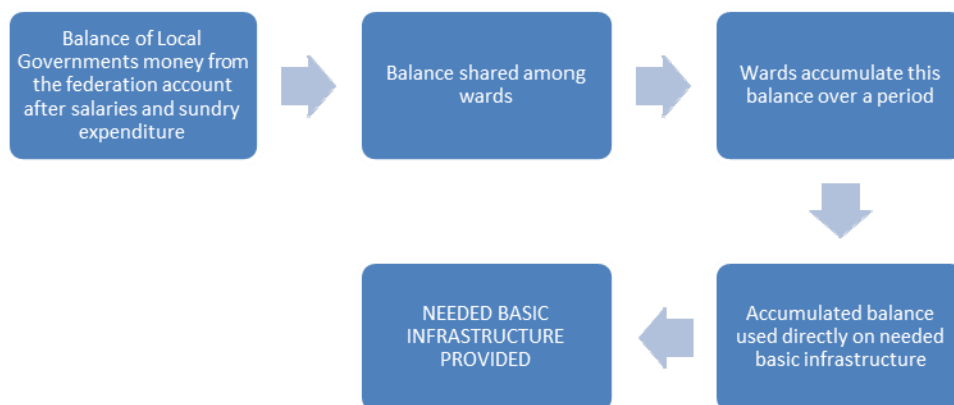 Balance of Local
Governments money from
the federation account
after salaries and sundry
expenditure
Balance shared among
wards
Wards accumulate this
balance over a period
Accumulated balance
used directly on needed
basic infrastructure
NEEDED BASIC
INFRASTRUCTURE
PROVIDED